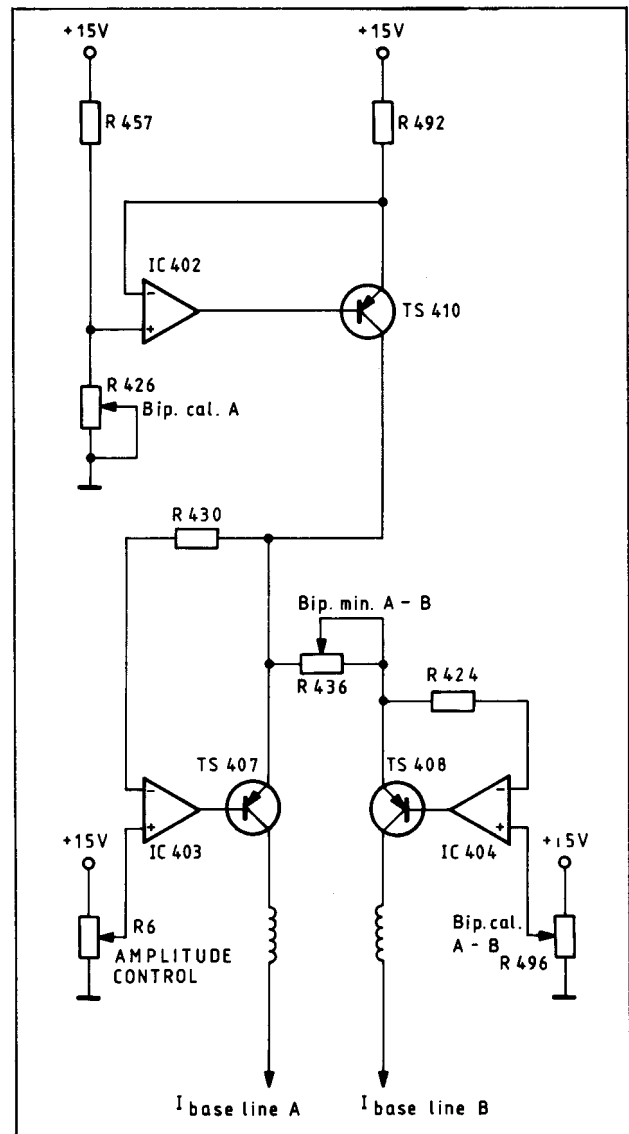 +15V
+15V
R 457
R 492
IC 402
-
+
TS 410
R 426
Bip. cal. A
R 430
Bip. min. A - B
R 436
R 424
TS 407
TS 408
-
+
-
+
+15V
IC 403
IC 404
+15V
R6
AMPLITUDE
CONTROL
Bip. cal.
A - B
R 496
I base line A
I base line B